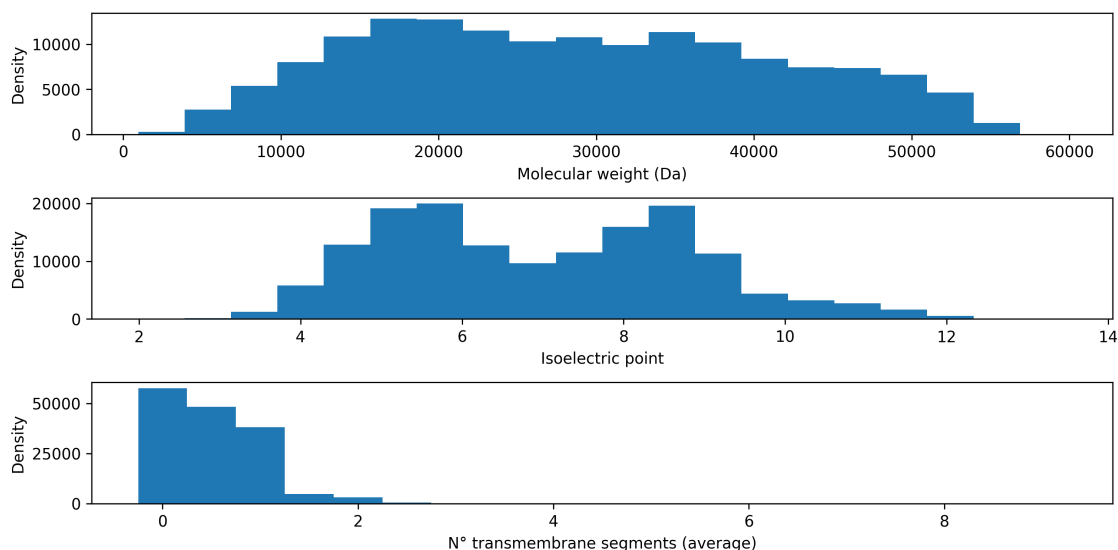 Density
10000
5000
0
0 10000 20000 30000 40000 50000 60000
Molecular weight (Da)
Density
20000
10000
0
2 4 6 8 10 12 14
Isoelectric point
Density
50000
25000
0
0 2 4 6 8
N° transmembrane segments (average)